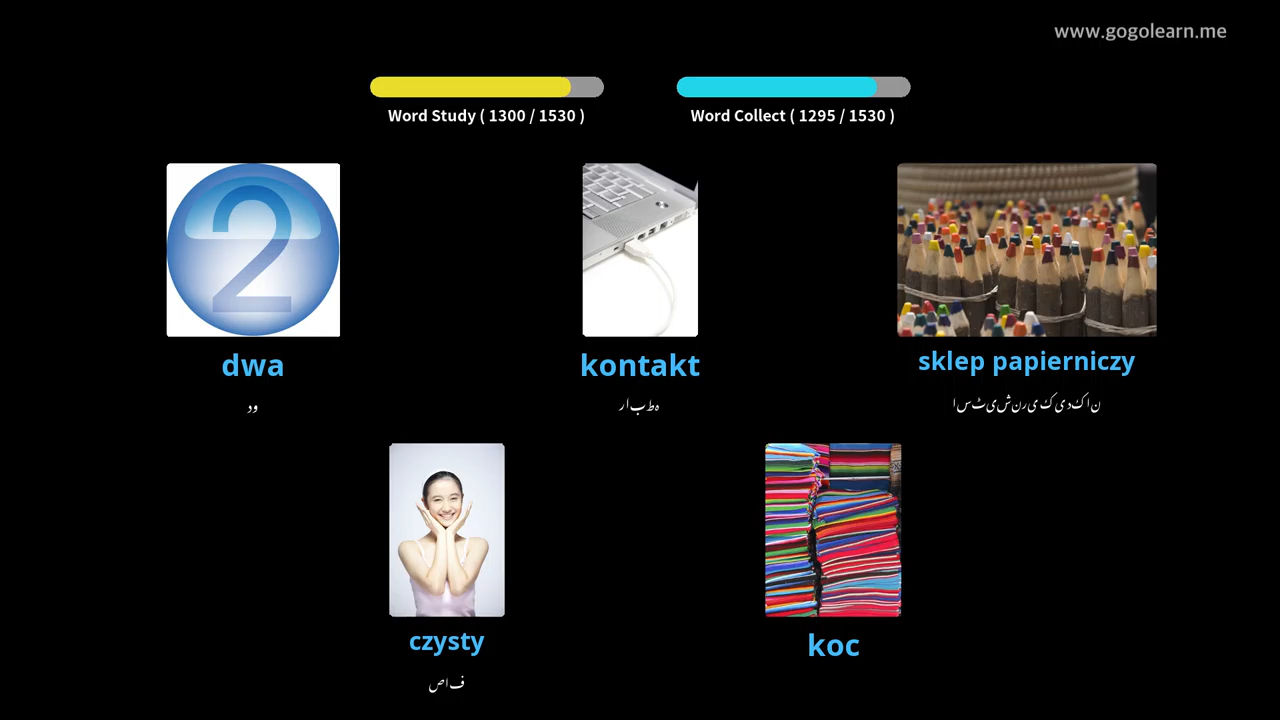 www.gogolearn.me
Word Study ( 1300 / 1530 )
Word Collect ( 1295 / 1530 )
dwa
kontakt
sklep papierniczy
دو
رابطہ
اسٹیشنری کی دکان
czysty
koc
صاف